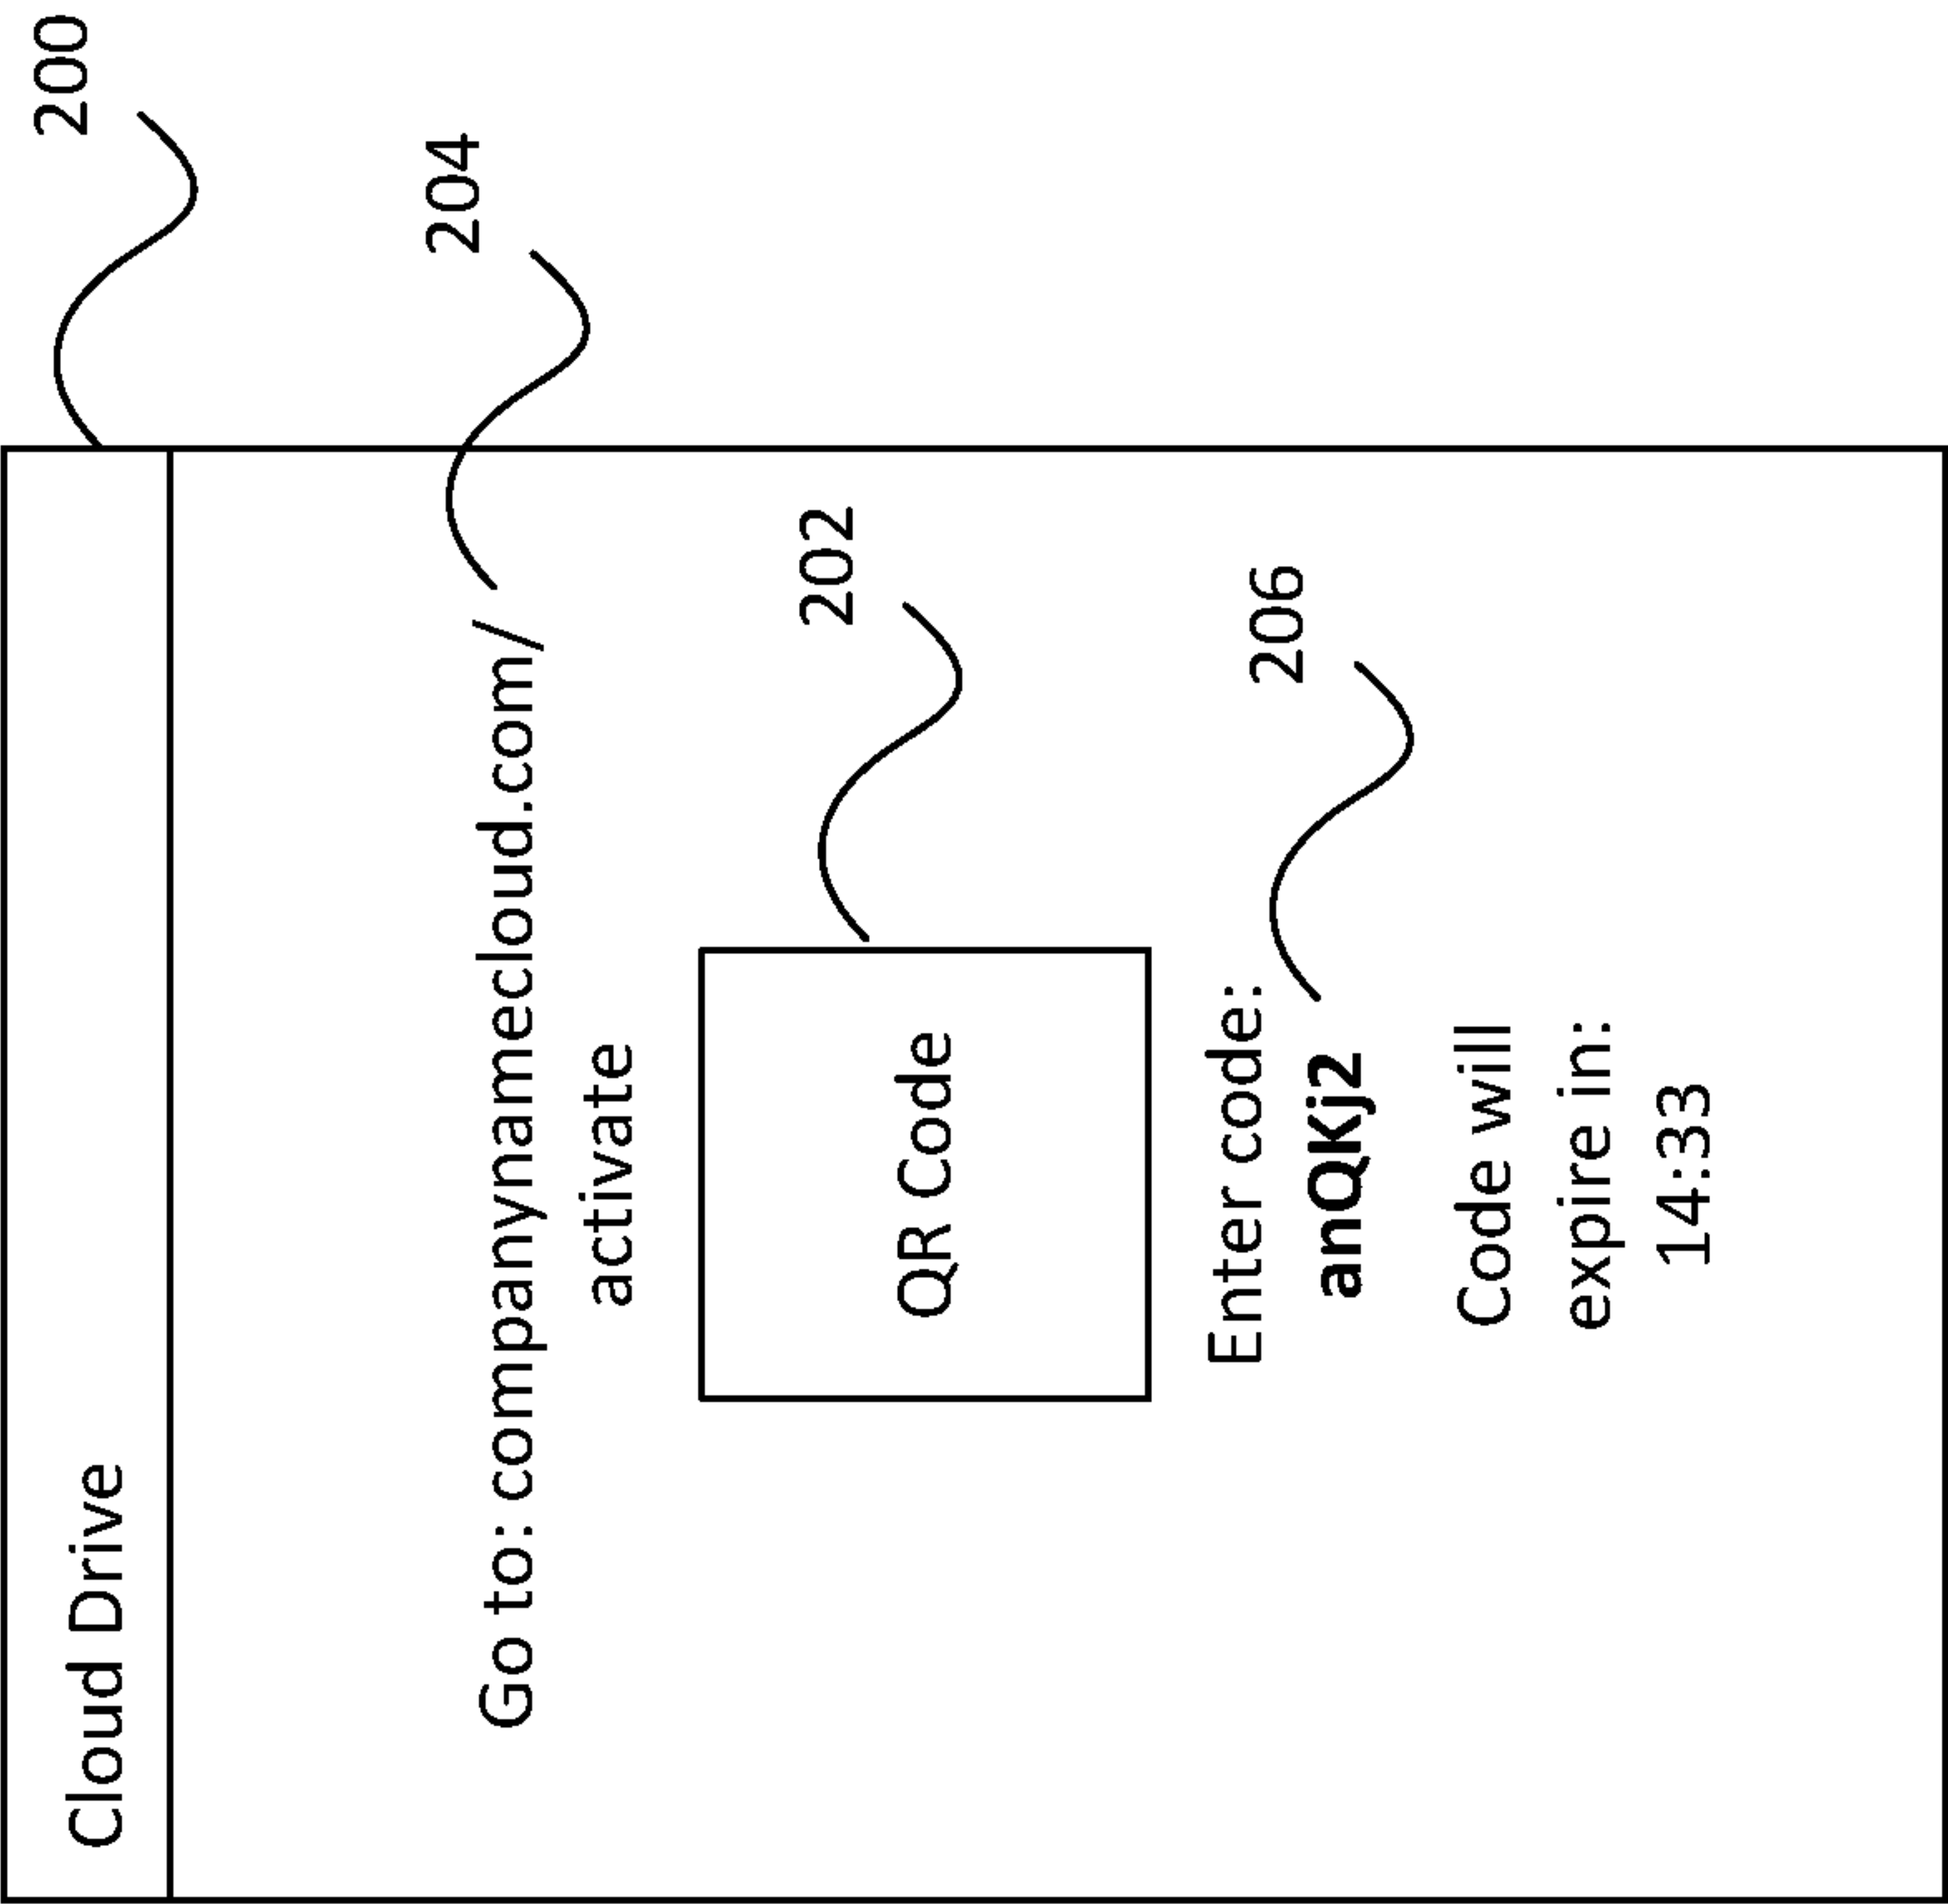 200
Cloud Drive
204
Go to: companynamecloud.com/
activate
202
QR Code
206
Enter code:
anQKj2
Code will
expire in:
14:33